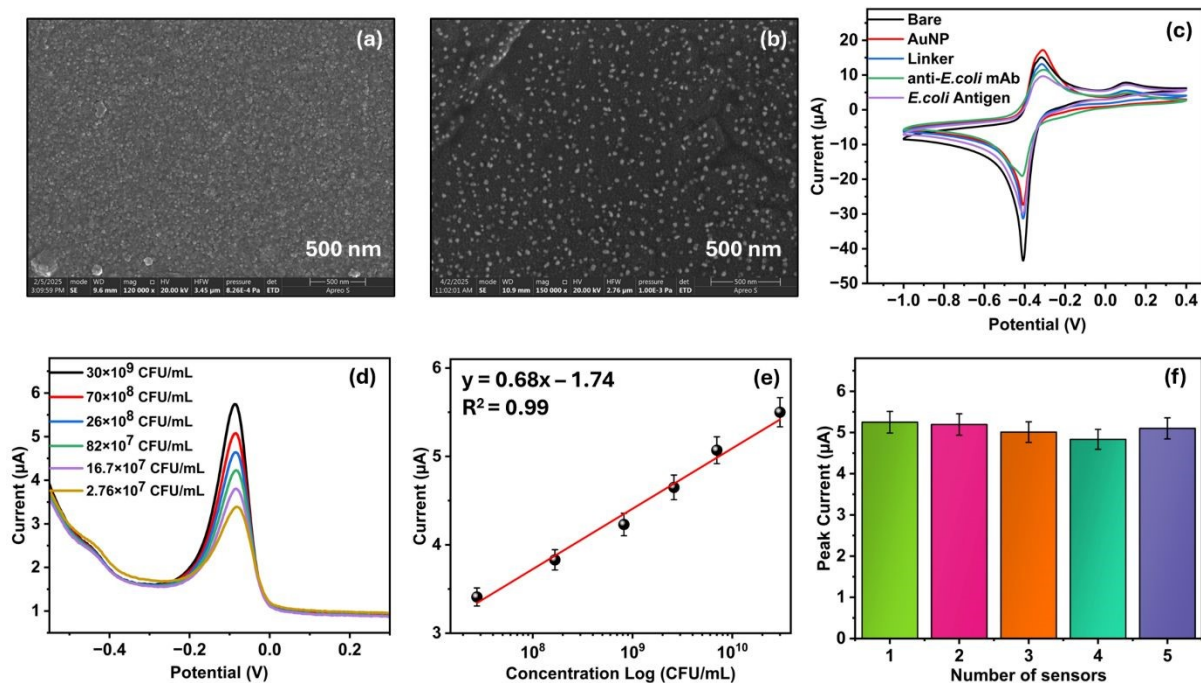 (a)
500 nm
2/5/2025 mode WD mag HV HFW pressure det 500 nm
3:09:59 PM SE 9.6 mm 120 000 x 20.00 kV 3.45 µm 8.26E-4 Pa ETD Apreo S
(b)
500 nm
4/2/2025 mode WD mag HV HFW pressure det 500 nm
11:02:01 AM SE 10.9 mm 150 000 x 20.00 kV 2.76 µm 1.00E-3 Pa ETD Apreo S
(c)
Bare
AuNP
Linker
anti-E.coli mAb
E.coli Antigen
20
10
0
−10
−20
−30
−40
−50
Current (µA)
−1.0 −0.8 −0.6 −0.4 −0.2 0.0 0.2 0.4
Potential (V)
(d)
30×10⁹ CFU/mL
70×10⁸ CFU/mL
26×10⁸ CFU/mL
82×10⁷ CFU/mL
16.7×10⁷ CFU/mL
2.76×10⁷ CFU/mL
6
5
4
3
2
1
Current (µA)
−0.4 −0.2 0.0 0.2
Potential (V)
(e)
y = 0.68x − 1.74
R² = 0.99
6
5
4
3
Current (µA)
10⁸ 10⁹ 10¹⁰
Concentration Log (CFU/mL)
(f)
6
5
4
3
2
1
0
Peak Current (µA)
1 2 3 4 5
Number of sensors